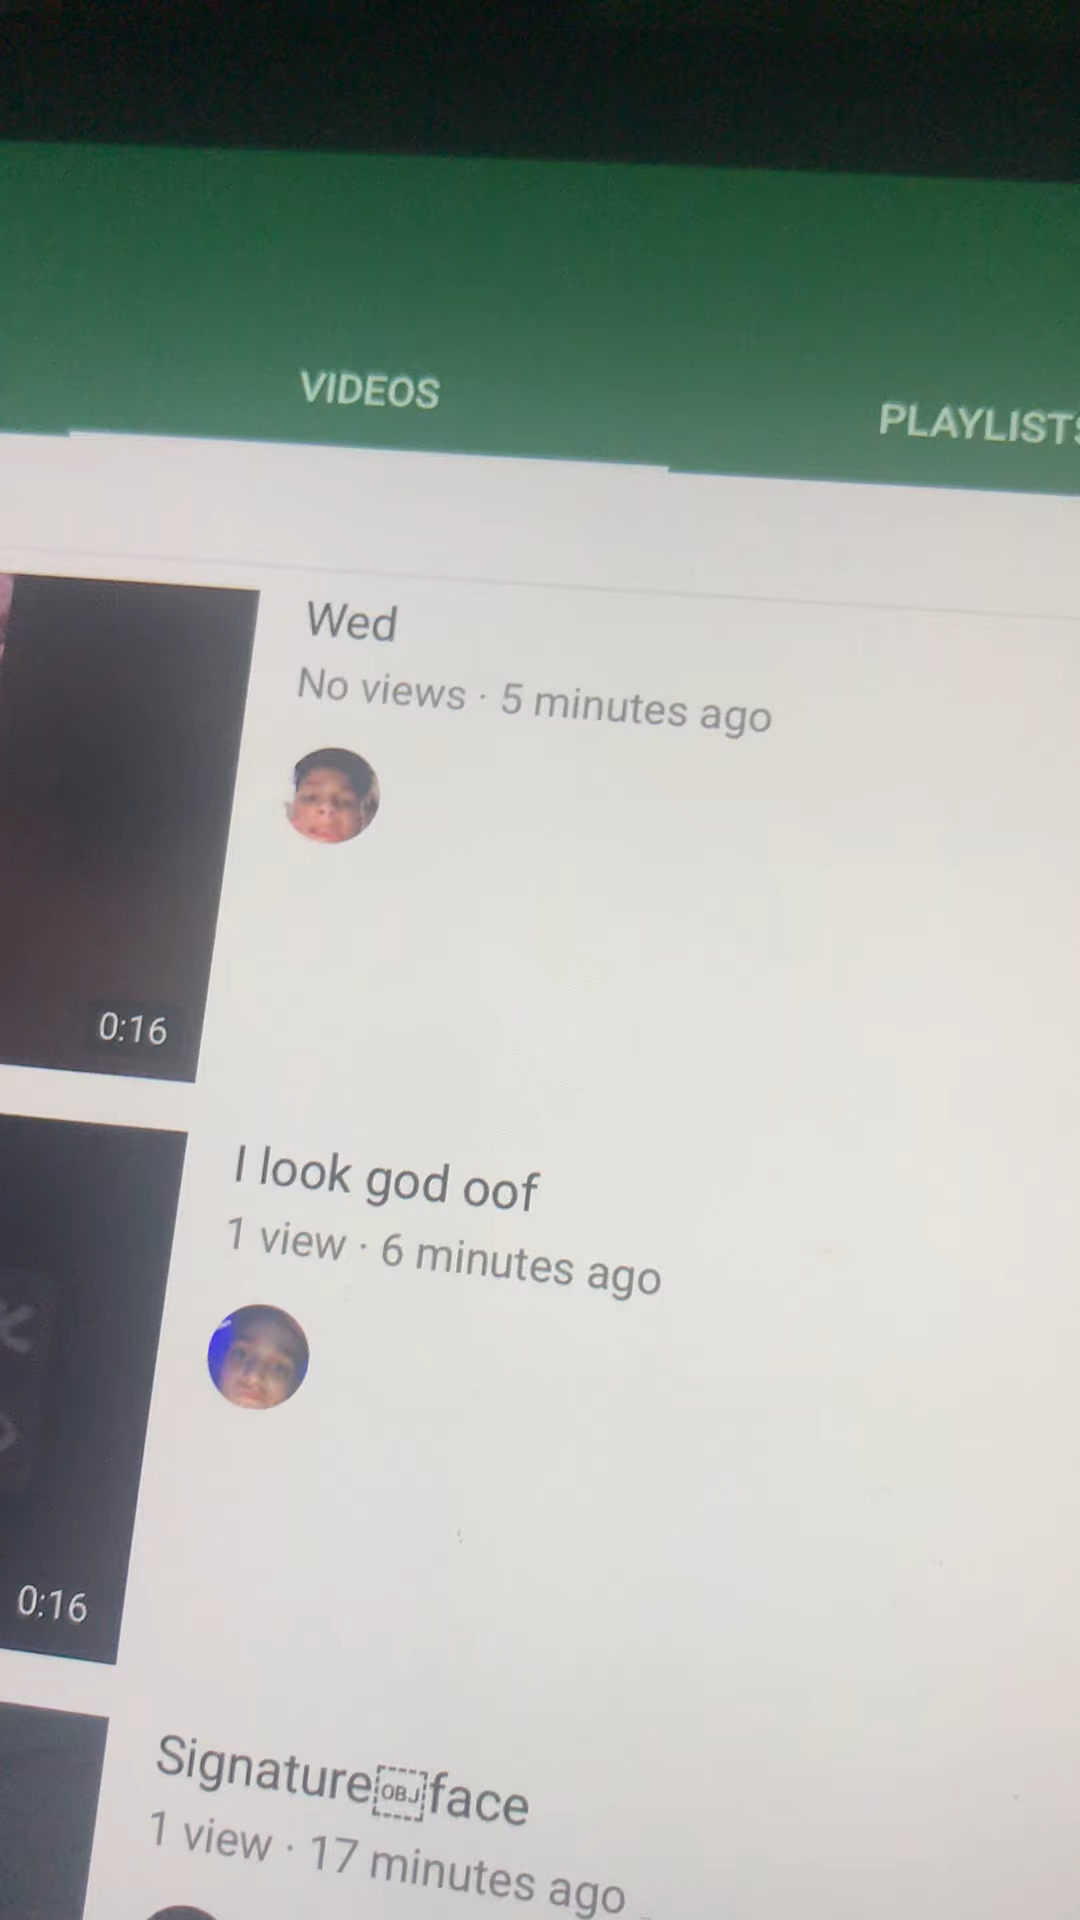 VIDEOS
PLAYLISTS
Wed
No views · 5 minutes ago
0:16
I look god oof
1 view · 6 minutes ago
0:16
Signature￼face
1 view · 17 minutes ago